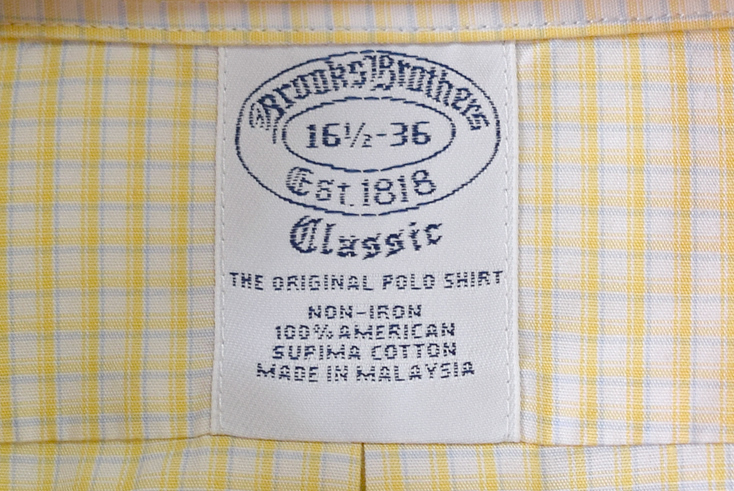 Brooks Brothers
16½-36
Est. 1818
Classic
THE ORIGINAL POLO SHIRT
NON-IRON
100% AMERICAN
SUPIMA COTTON
MADE IN MALAYSIA